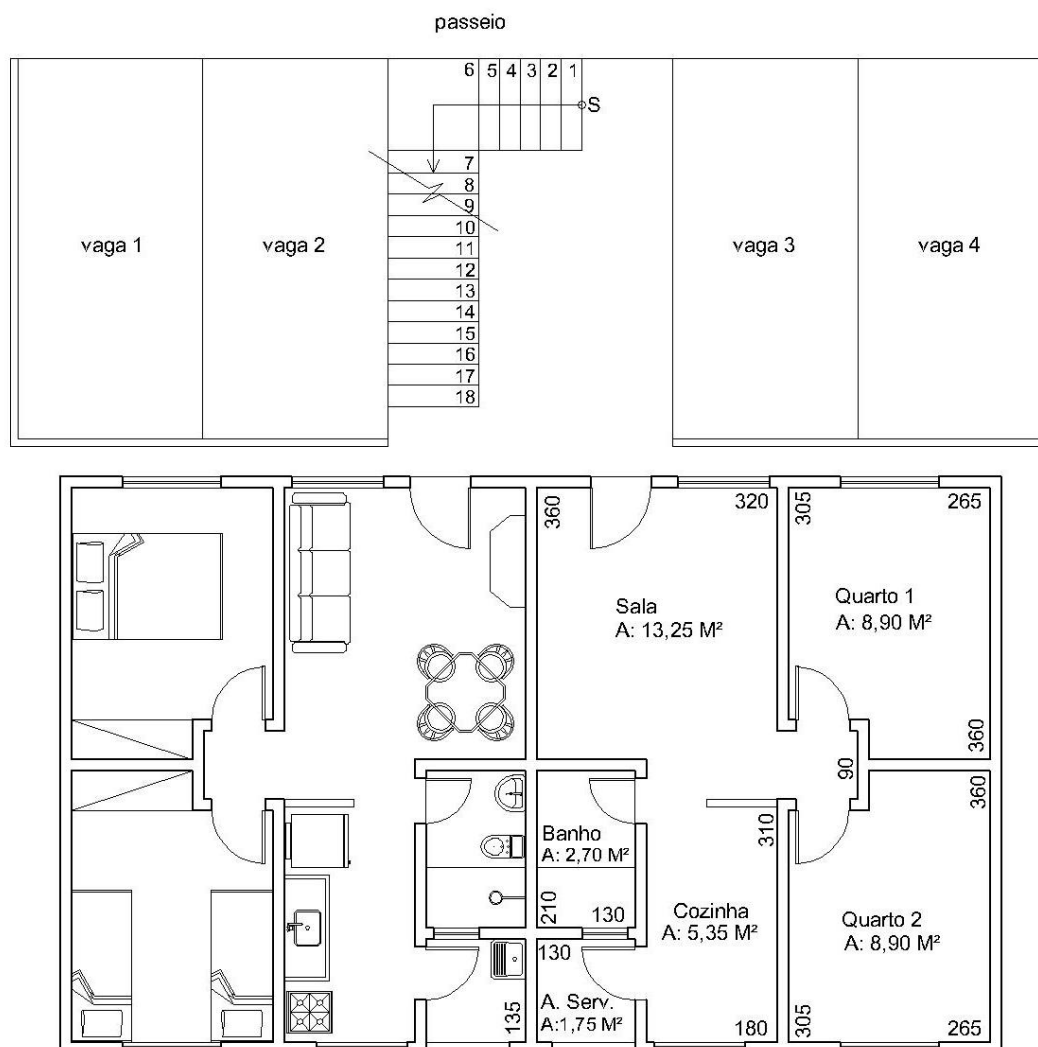 passeio
6 5 4 3 2 1
S
7
8
9
10
11
12
13
14
15
16
17
18
vaga 1
vaga 2
vaga 3
vaga 4
360
320
305
265
Sala
A: 13,25 M²
Quarto 1
A: 8,90 M²
360
90
360
310
Banho
A: 2,70 M²
210
130
Cozinha
A: 5,35 M²
Quarto 2
A: 8,90 M²
130
135
A. Serv.
A:1,75 M²
180
305
265